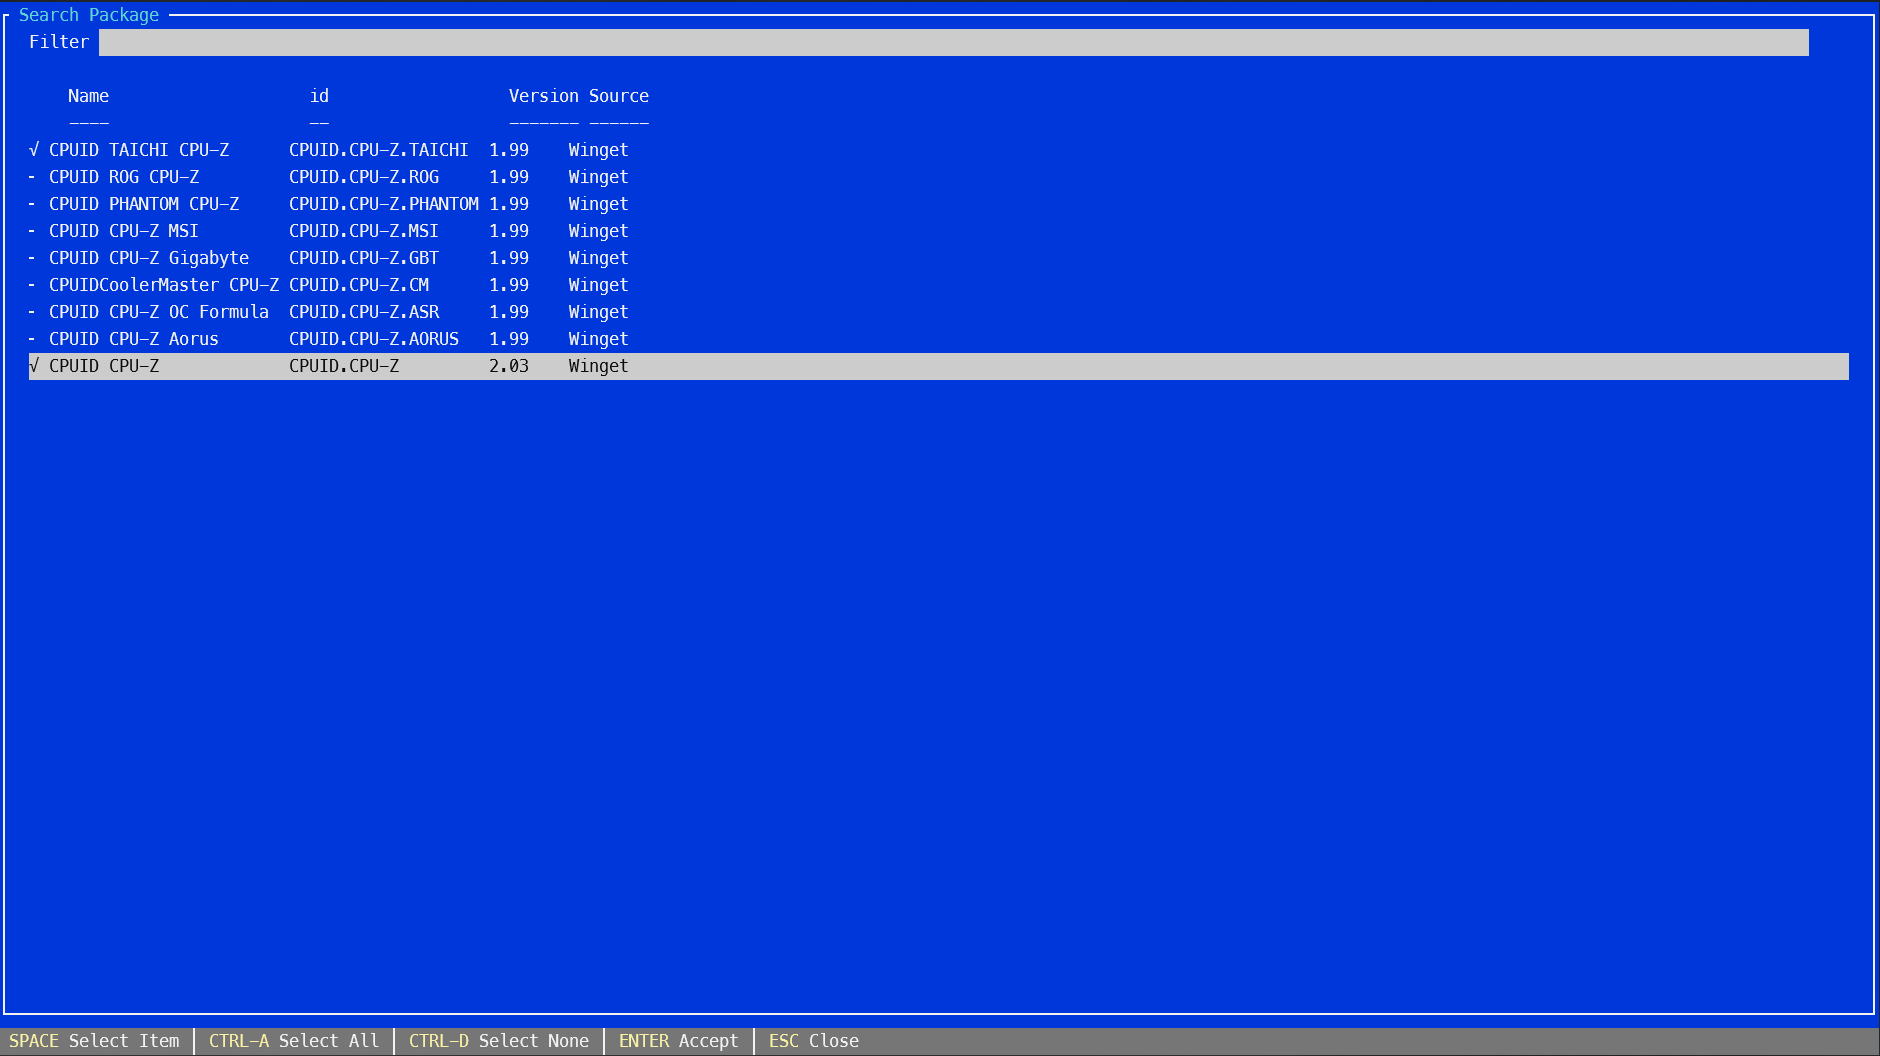 Search Package
Filter
Name id Version Source
---- -- ------- ------
√ CPUID TAICHI CPU-Z CPUID.CPU-Z.TAICHI 1.99 Winget
- CPUID ROG CPU-Z CPUID.CPU-Z.ROG 1.99 Winget
- CPUID PHANTOM CPU-Z CPUID.CPU-Z.PHANTOM 1.99 Winget
- CPUID CPU-Z MSI CPUID.CPU-Z.MSI 1.99 Winget
- CPUID CPU-Z Gigabyte CPUID.CPU-Z.GBT 1.99 Winget
- CPUIDCoolerMaster CPU-Z CPUID.CPU-Z.CM 1.99 Winget
- CPUID CPU-Z OC Formula CPUID.CPU-Z.ASR 1.99 Winget
- CPUID CPU-Z Aorus CPUID.CPU-Z.AORUS 1.99 Winget
√ CPUID CPU-Z CPUID.CPU-Z 2.03 Winget
SPACE Select Item │ CTRL-A Select All │ CTRL-D Select None │ ENTER Accept │ ESC Close